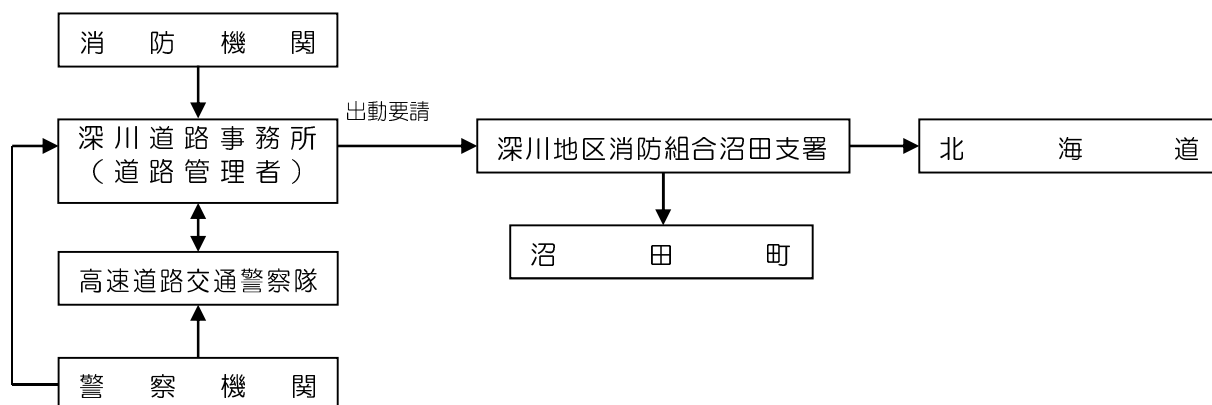 消防機関
深川道路事務所
（道路管理者）
出動要請
深川地区消防組合沼田支署
北海道
沼田町
高速道路交通警察隊
警察機関